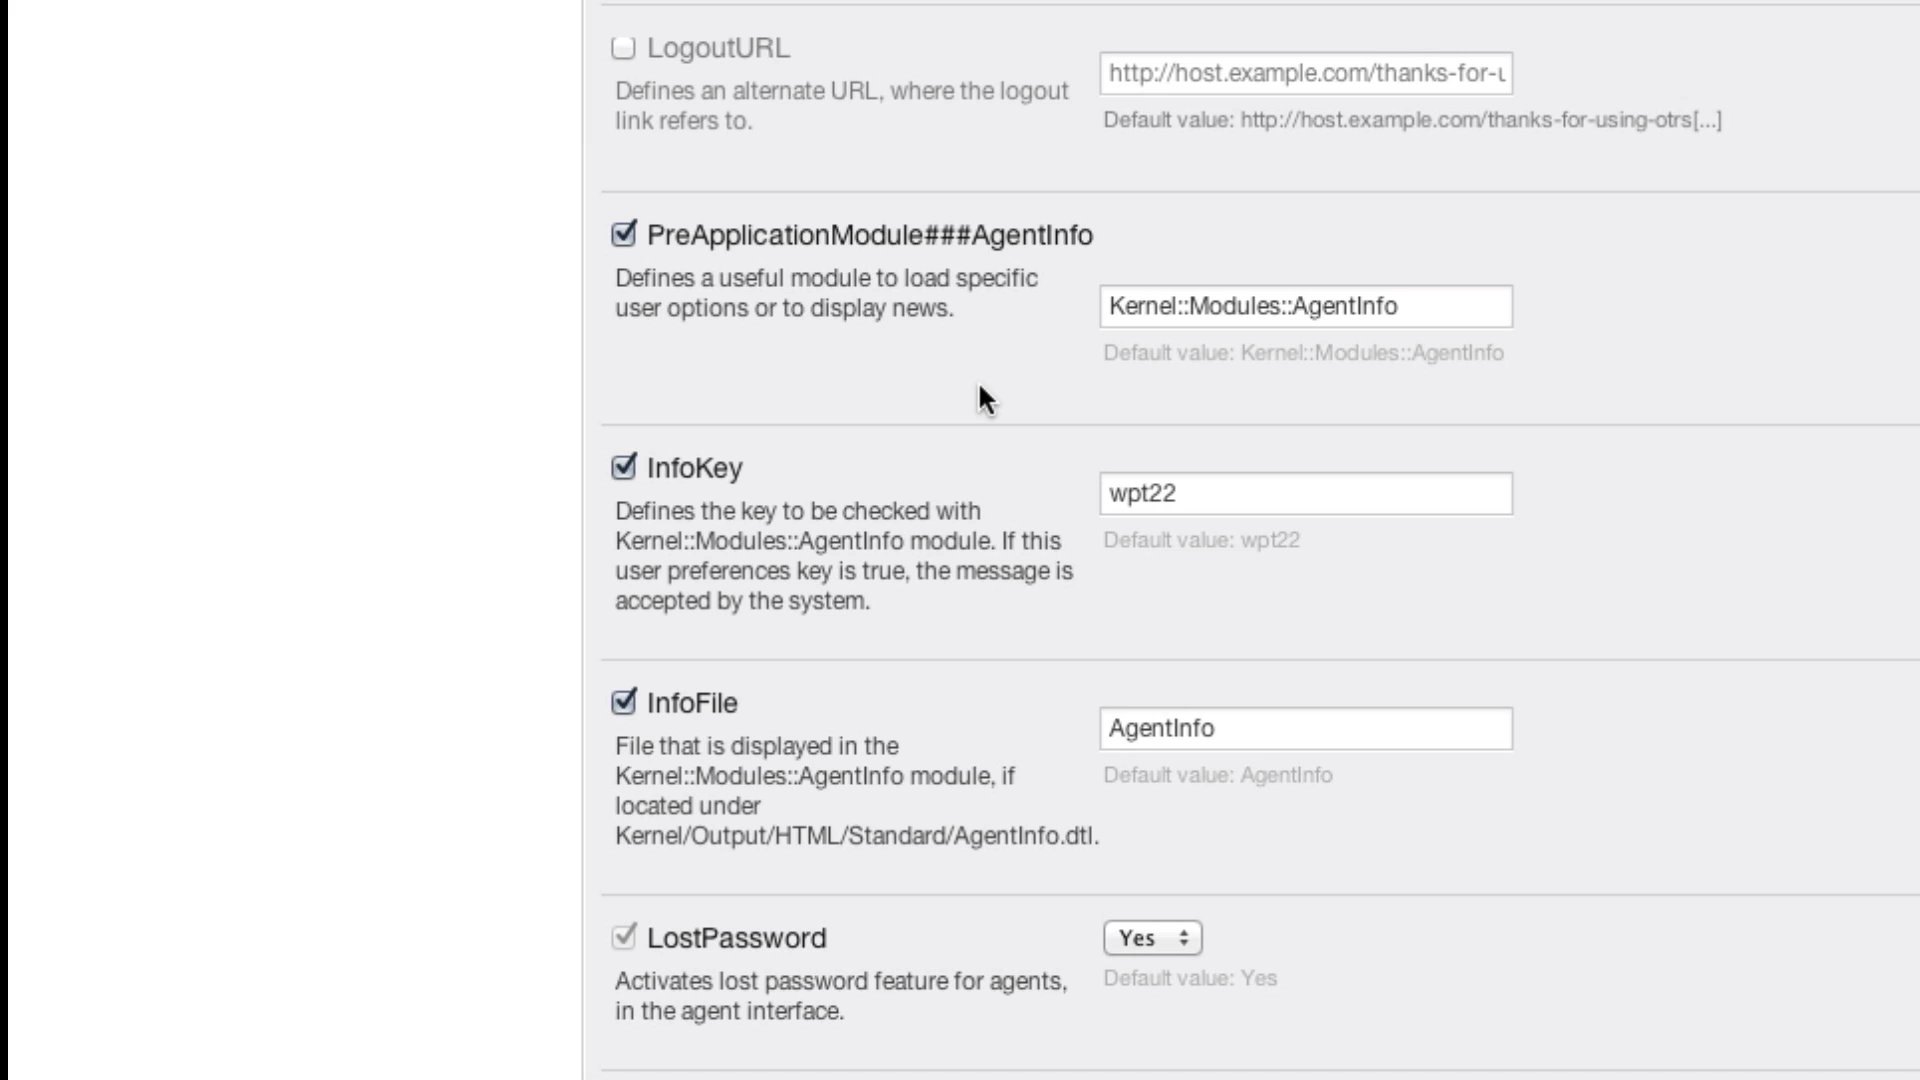 LogoutURL
http://host.example.com/thanks-for-u
Defines an alternate URL, where the logout
link refers to.
Default value: http://host.example.com/thanks-for-using-otrs[...]
PreApplicationModule###AgentInfo
Defines a useful module to load specific
user options or to display news.
Kernel::Modules::AgentInfo
Default value: Kernel::Modules::AgentInfo
InfoKey
wpt22
Defines the key to be checked with
Kernel::Modules::AgentInfo module. If this
user preferences key is true, the message is
accepted by the system.
Default value: wpt22
InfoFile
AgentInfo
File that is displayed in the
Kernel::Modules::AgentInfo module, if
located under
Kernel/Output/HTML/Standard/AgentInfo.dtl.
Default value: AgentInfo
LostPassword
Yes
Activates lost password feature for agents,
in the agent interface.
Default value: Yes